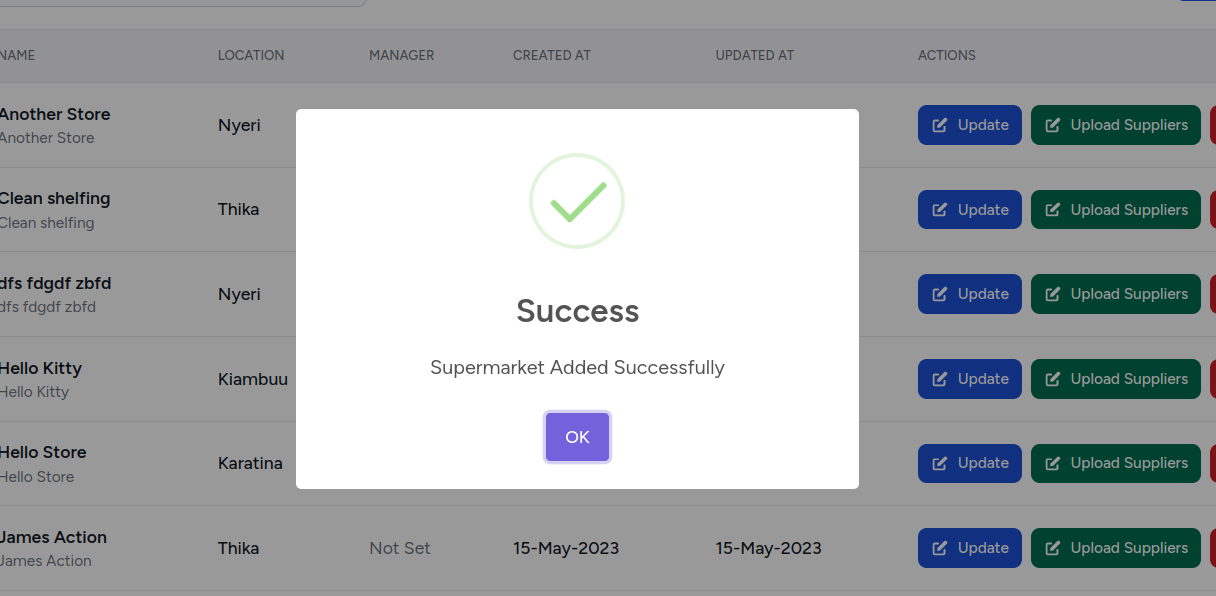 NAME LOCATION MANAGER CREATED AT UPDATED AT ACTIONS
Another Store
Another Store
Nyeri
Update Upload Suppliers
Clean shelfing
Clean shelfing
Thika
Update Upload Suppliers
dfs fdgdf zbfd
dfs fdgdf zbfd
Nyeri
Update Upload Suppliers
Hello Kitty
Hello Kitty
Kiambuu
Update Upload Suppliers
Hello Store
Hello Store
Karatina
Update Upload Suppliers
James Action
James Action
Thika Not Set 15-May-2023 15-May-2023
Update Upload Suppliers
Success
Supermarket Added Successfully
OK